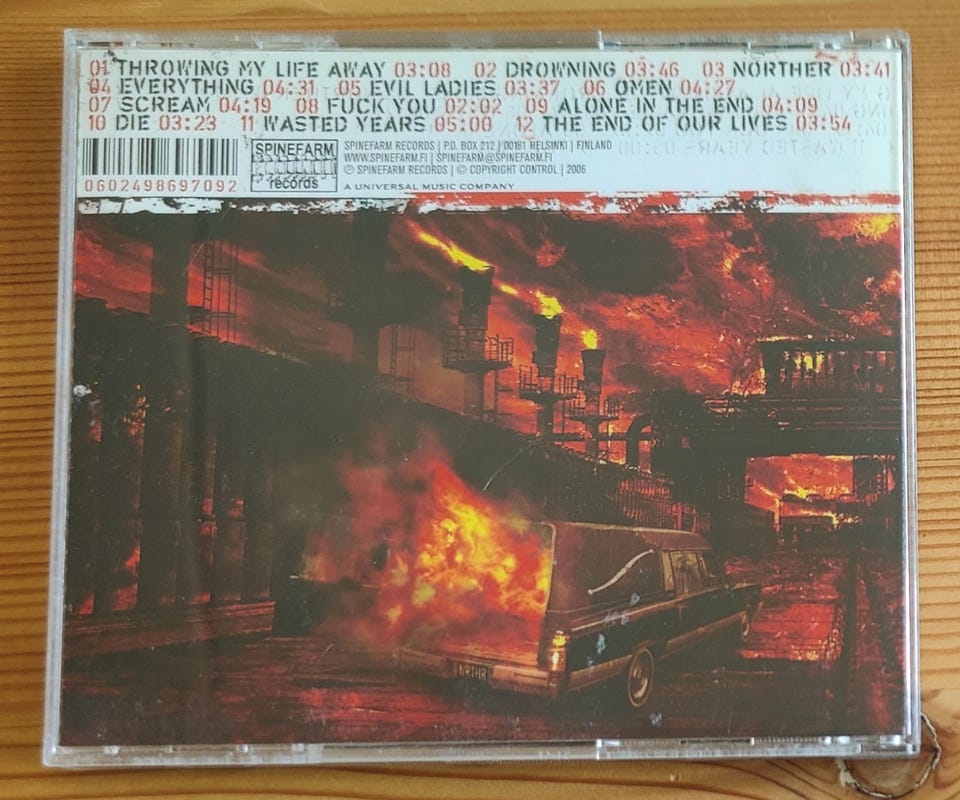 01 THROWING MY LIFE AWAY 03:08 02 DROWNING 03:46 03 NORTHER 03:41
04 EVERYTHING 04:31 05 EVIL LADIES 03:37 06 OMEN 04:27
07 SCREAM 04:19 08 FUCK YOU 02:02 09 ALONE IN THE END 04:09
10 DIE 03:23 11 WASTED YEARS 05:00 12 THE END OF OUR LIVES 03:54
0602498697092
SPINEFARM
records
SPINEFARM RECORDS | P.O. BOX 212 | 00181 HELSINKI | FINLAND
WWW.SPINEFARM.FI | SPINEFARM@SPINEFARM.FI
℗ SPINEFARM RECORDS | © COPYRIGHT CONTROL | 2006
A UNIVERSAL MUSIC COMPANY